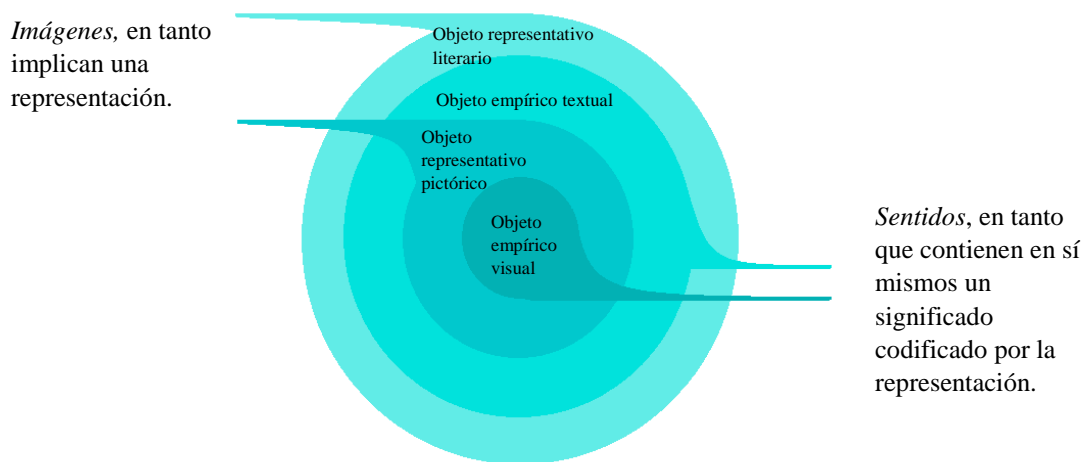 Imágenes, en tanto
implican una
representación.
Objeto representativo
literario
Objeto empírico textual
Objeto
representativo
pictórico
Objeto
empírico
visual
Sentidos, en tanto
que contienen en sí
mismos un
significado
codificado por la
representación.